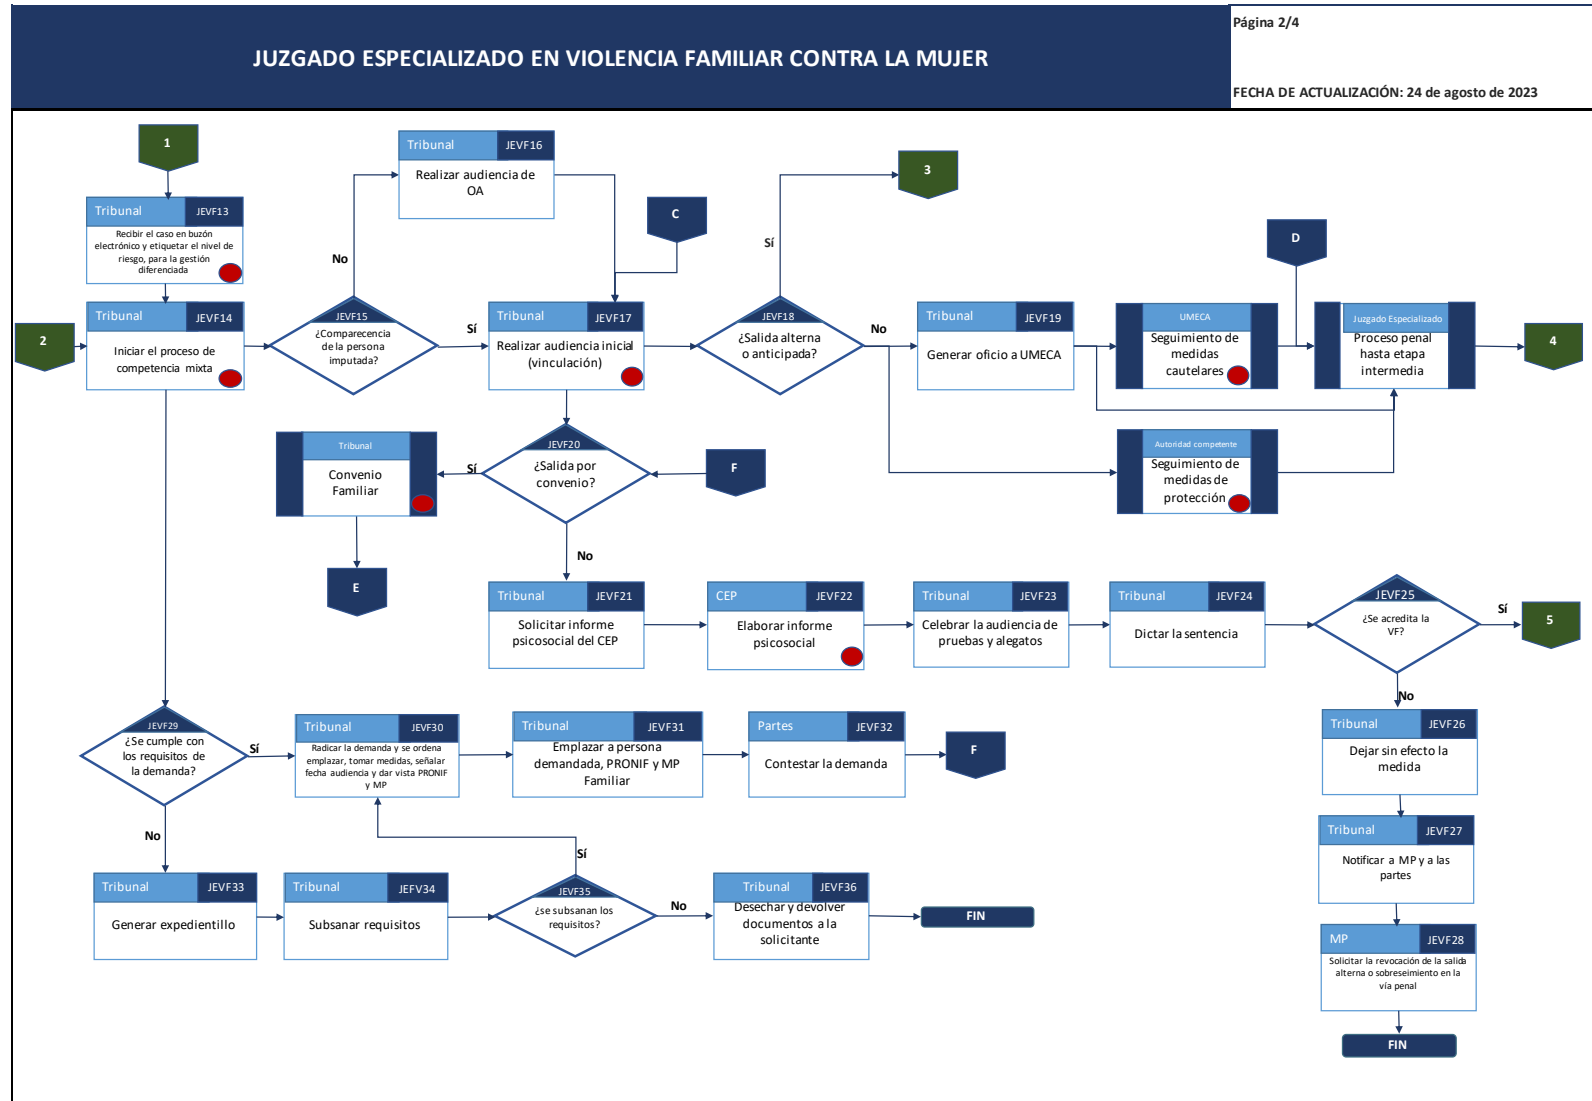 JUZGADO ESPECIALIZADO EN VIOLENCIA FAMILIAR CONTRA LA MUJER
Página 2/4
FECHA DE ACTUALIZACIÓN: 24 de agosto de 2023
1
Tribunal
JEVF13
Recibir el caso en buzón
electrónico y etiquetar el nivel de
riesgo, para la gestión
diferenciada
2
Tribunal
JEVF14
Iniciar el proceso de
competencia mixta
JEVF15
¿Comparecencia
de la persona
imputada?
No
Sí
Tribunal
JEVF16
Realizar audiencia de
OA
C
Tribunal
JEVF17
Realizar audiencia inicial
(vinculación)
JEVF18
¿Salida alterna
o anticipada?
Sí
No
3
Tribunal
JEVF19
Generar oficio a UMECA
UMECA
Seguimiento de
medidas
cautelares
D
Juzgado Especializado
Proceso penal
hasta etapa
intermedia
4
Autoridad competente
Seguimiento de
medidas de
protección
JEVF20
¿Salida por
convenio?
Sí
No
F
Tribunal
Convenio
Familiar
E
Tribunal
JEVF21
Solicitar informe
psicosocial del CEP
CEP
JEVF22
Elaborar informe
psicosocial
Tribunal
JEVF23
Celebrar la audiencia de
pruebas y alegatos
Tribunal
JEVF24
Dictar la sentencia
JEVF25
¿Se acredita la
VF?
Sí
No
5
Tribunal
JEVF26
Dejar sin efecto la
medida
Tribunal
JEVF27
Notificar a MP y a las
partes
MP
JEVF28
Solicitar la revocación de la salida
alterna o sobreseimiento en la
vía penal
FIN
JEVF29
¿Se cumple con
los requisitos de
la demanda?
Sí
No
Tribunal
JEVF30
Radicar la demanda y se ordena
emplazar, tomar medidas, señalar
fecha audiencia y dar vista PRONIF
y MP
Tribunal
JEVF31
Emplazar a persona
demandada, PRONIF y MP
Familiar
Partes
JEVF32
Contestar la demanda
F
Tribunal
JEVF33
Generar expedientillo
Tribunal
JEFV34
Subsanar requisitos
JEVF35
¿se subsanan los
requisitos?
Sí
No
Tribunal
JEVF36
Desechar y devolver
documentos a la
solicitante
FIN